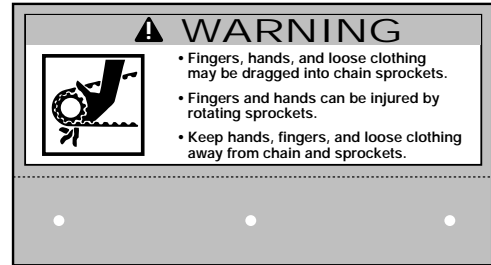 WARNING
• Fingers, hands, and loose clothing
may be dragged into chain sprockets.
• Fingers and hands can be injured by
rotating sprockets.
• Keep hands, fingers, and loose clothing
away from chain and sprockets.